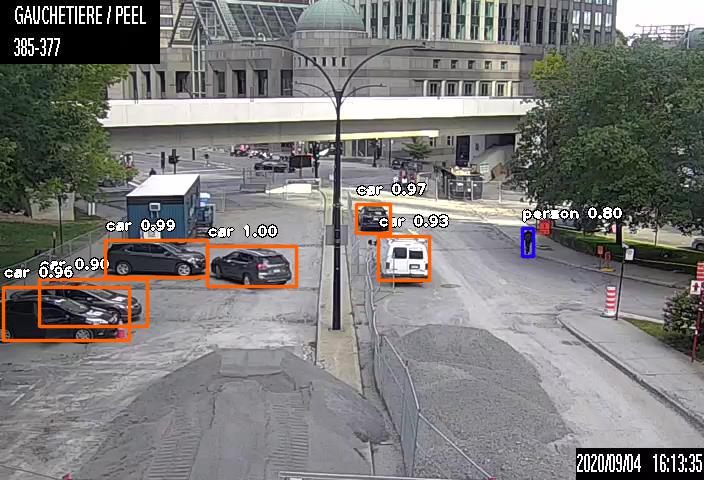 GAUCHETIERE / PEEL
385-377
car 0.97
person 0.80
car 0.93
car 0.99
car 1.00
car 0.90
car 0.96
2020/09/04 16:13:35